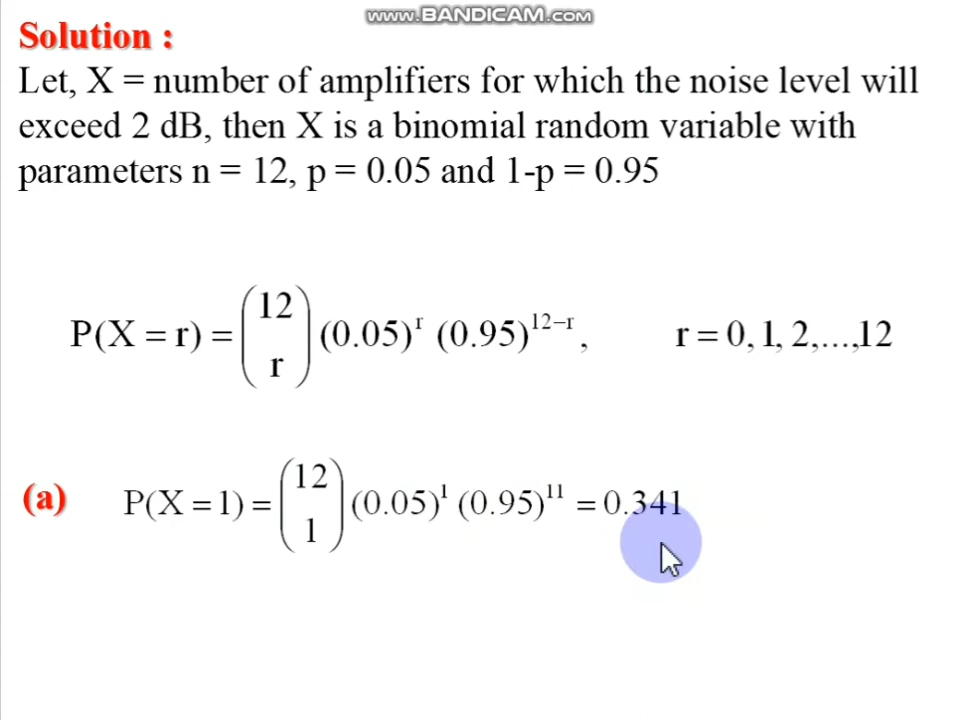 www.BANDICAM.com
Solution :
Let, X = number of amplifiers for which the noise level will
exceed 2 dB, then X is a binomial random variable with
parameters n = 12, p = 0.05 and 1-p = 0.95
P(X = r) = (12 r) (0.05)^r (0.95)^12−r , r = 0, 1, 2,...,12
(a) P(X = 1) = (12 1) (0.05)^1 (0.95)^11 = 0.341